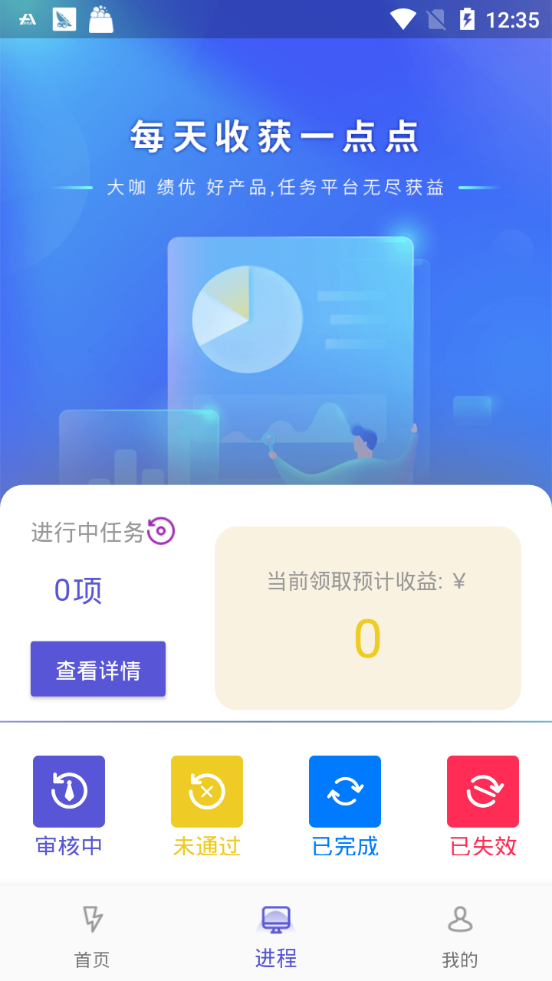 12:35
每天收获一点点
大咖 绩优 好产品,任务平台无尽获益
进行中任务
0项
查看详情
当前领取预计收益: ￥
0
审核中
未通过
已完成
已失效
首页
进程
我的